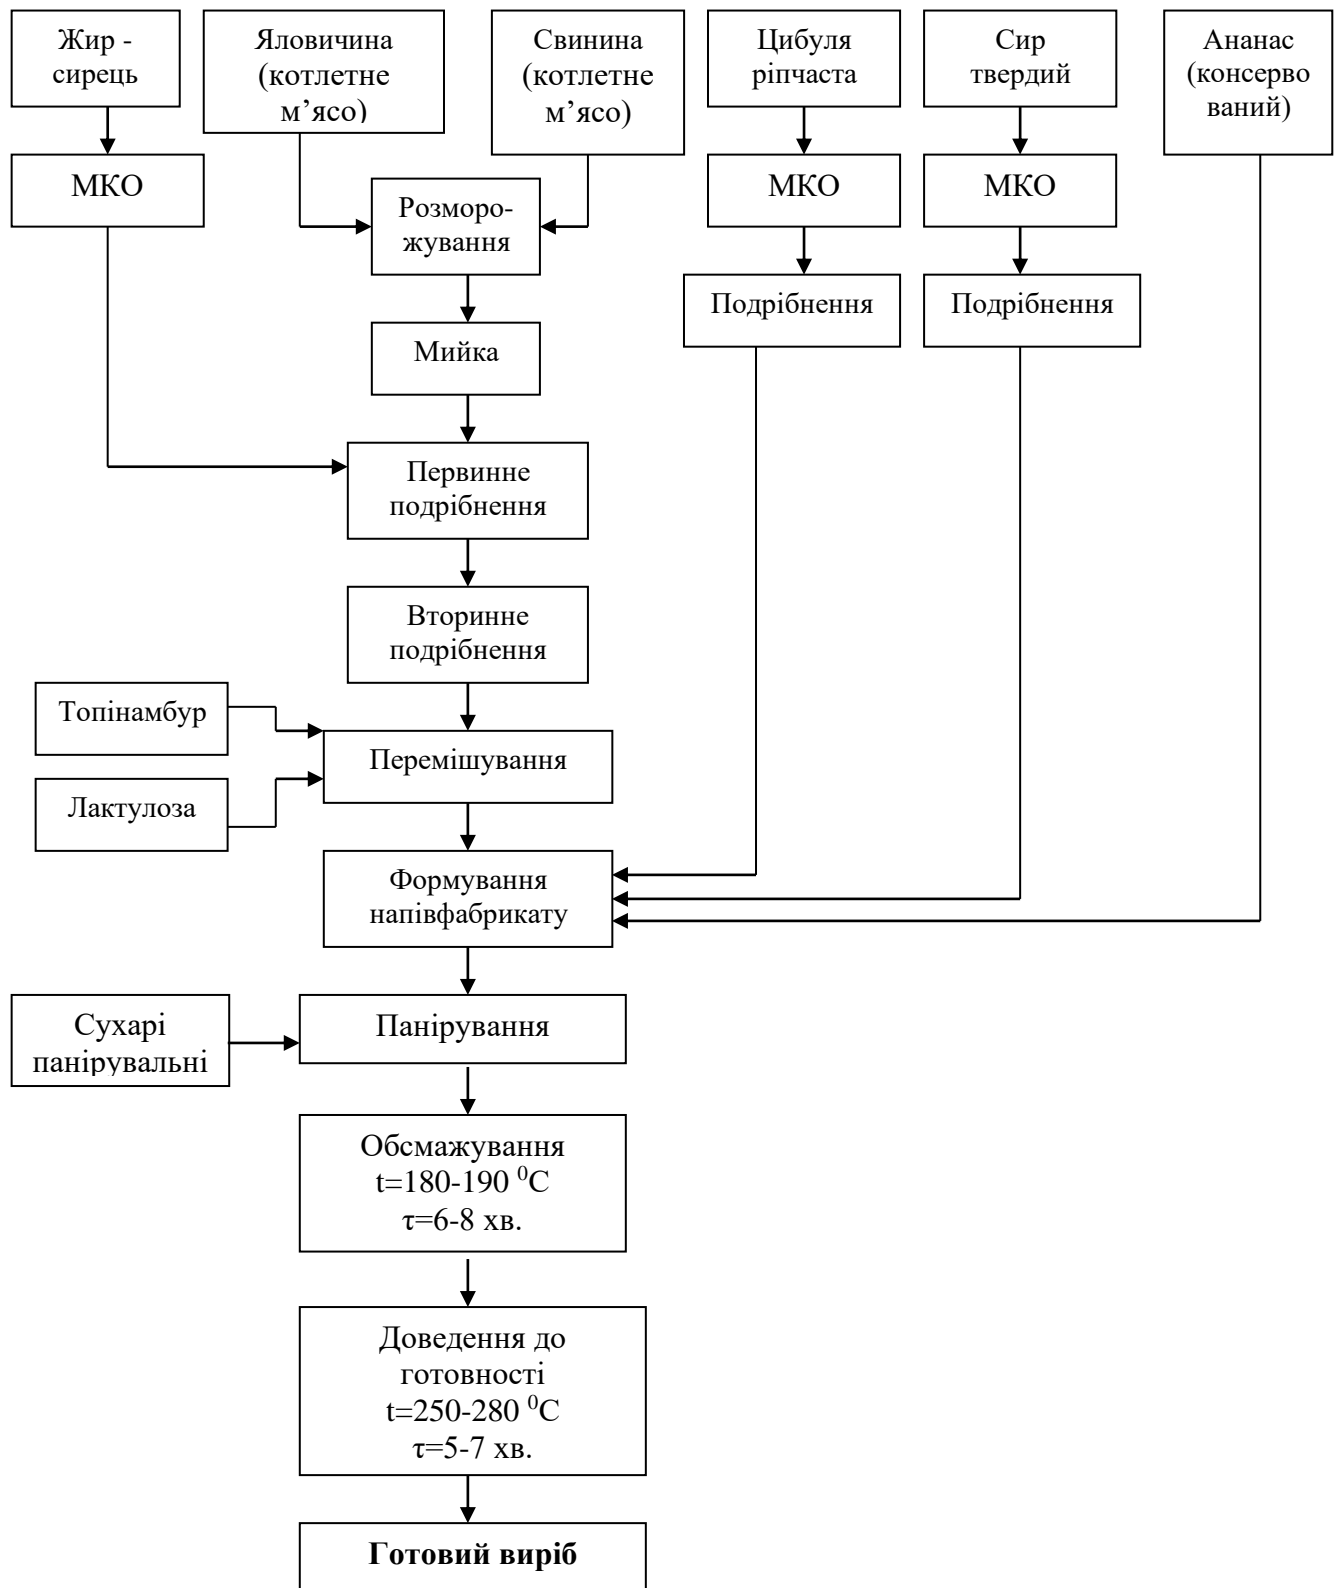 Жир -
сирець
Яловичина
(котлетне
м’ясо)
Свинина
(котлетне
м’ясо)
Цибуля
ріпчаста
Сир
твердий
Ананас
(консерво
ваний)
МКО
Розморо-
жування
МКО
МКО
Подрібнення
Подрібнення
Мийка
Первинне
подрібнення
Вторинне
подрібнення
Топінамбур
Перемішування
Лактулоза
Формування
напівфабрикату
Сухарі
панірувальні
Панірування
Обсмажування
t=180-190 ⁰С
τ=6-8 хв.
Доведення до
готовності
t=250-280 ⁰С
τ=5-7 хв.
Готовий виріб